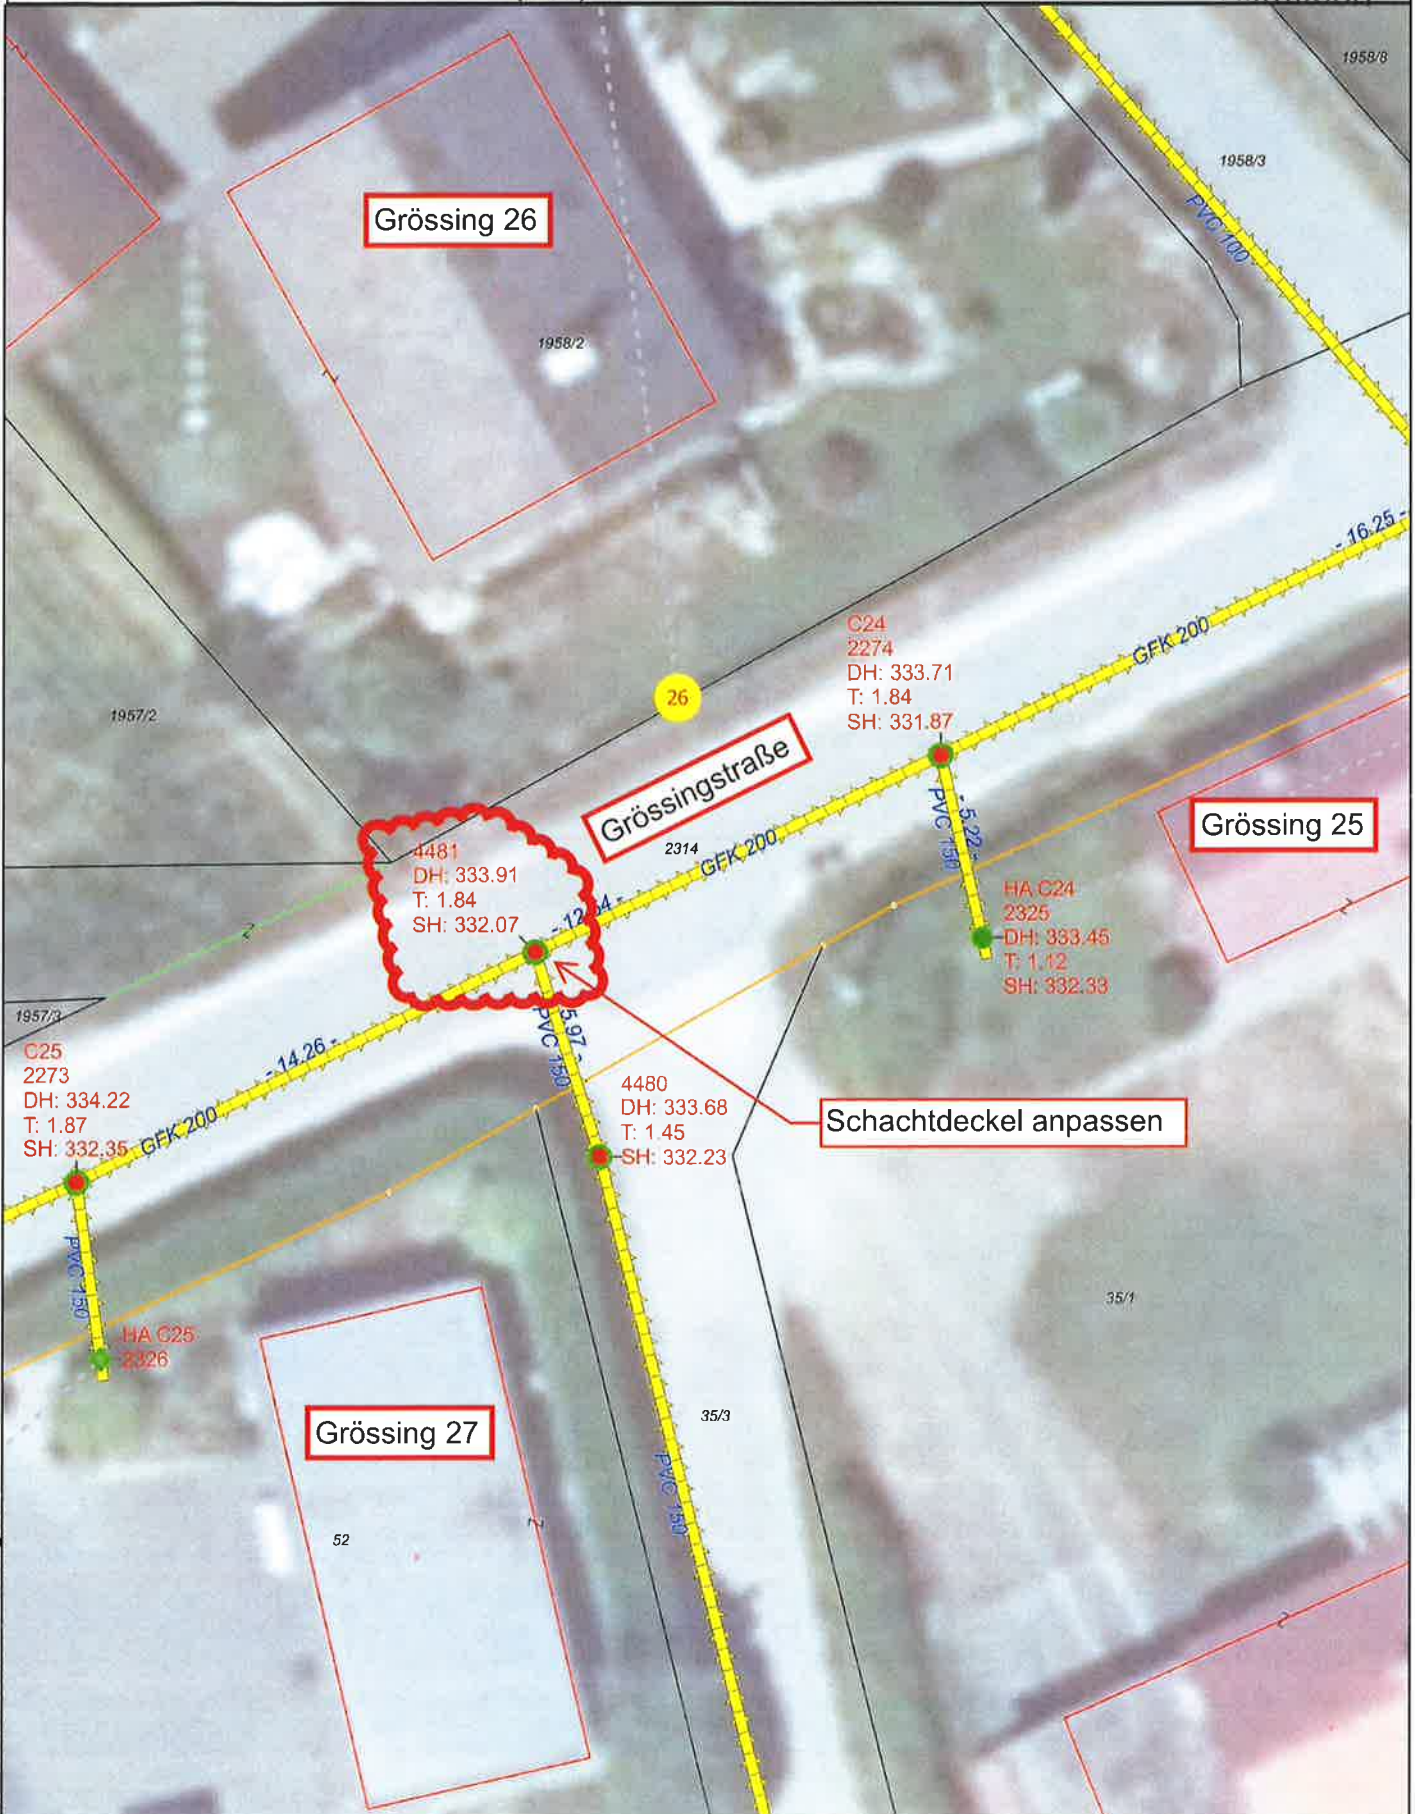 1958/8
1958/3
PVC 100
Grössing 26
1958/2
- 16.25 -
GFK 200
C24
2274
DH: 333.71
T: 1.84
SH: 331.87
26
1957/2
Grössingstraße
2314
GFK 200
- 5.22 -
PVC 150
Grössing 25
4481
DH: 333.91
T: 1.84
SH: 332.07
HA C24
2325
DH: 333.45
T: 1.12
SH: 332.33
1957/3
C25
2273
DH: 334.22
T: 1.87
SH: 332.35
- 14.26 -
GFK 200
5.97 -
PVC 150
4480
DH: 333.68
T: 1.45
SH: 332.23
Schachtdeckel anpassen
PVC 150
HA C25
2326
35/1
Grössing 27
35/3
PVC 150
52